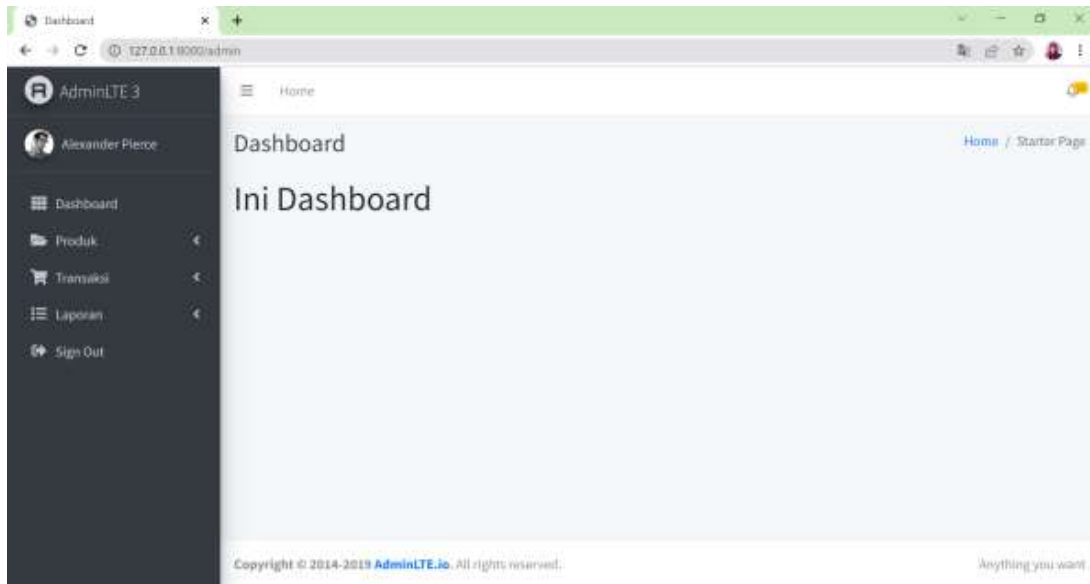 Dashboard
127.0.0.1:8000/admin
AdminLTE 3
Home
Alexander Pierce
Dashboard
Home / Starter Page
Ini Dashboard
Dashboard
Produk
Transaksi
Laporan
Sign Out
Copyright © 2014-2019 AdminLTE.io. All rights reserved.
Anything you want